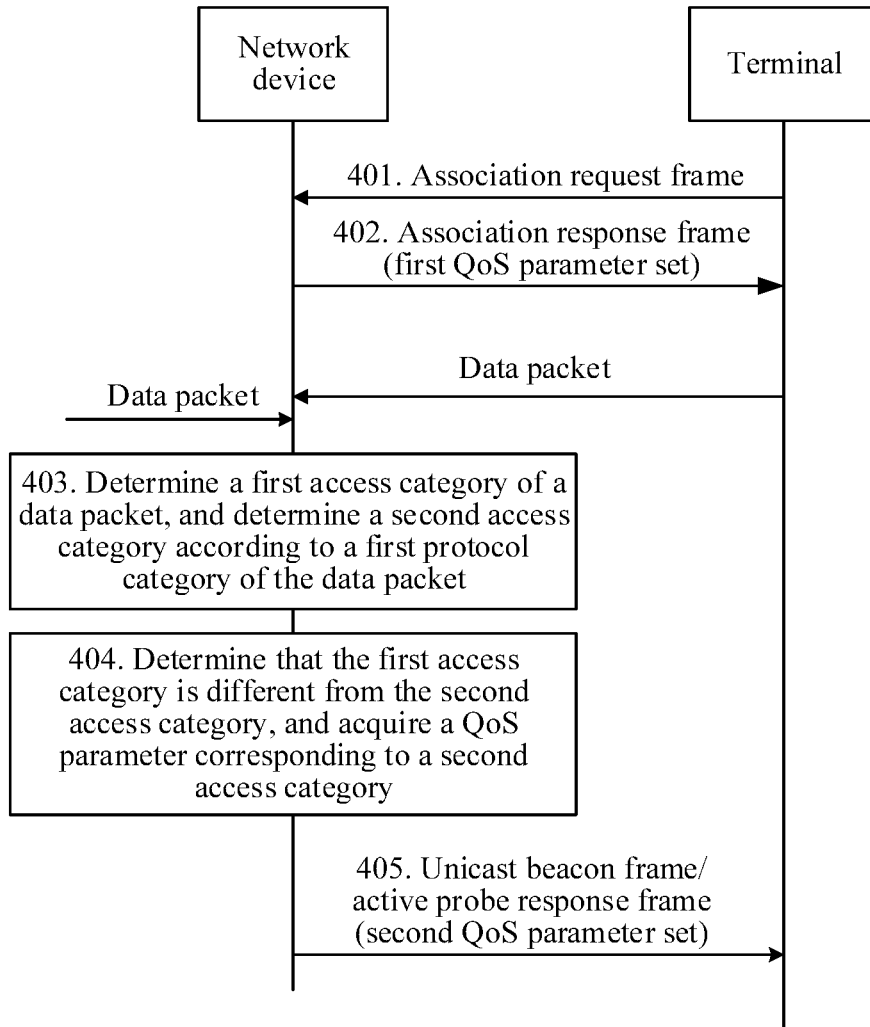 Network
device
Terminal
401. Association request frame
402. Association response frame
(first QoS parameter set)
Data packet
Data packet
403. Determine a first access category of a
data packet, and determine a second access
category according to a first protocol
category of the data packet
404. Determine that the first access
category is different from the second
access category, and acquire a QoS
parameter corresponding to a second
access category
405. Unicast beacon frame/
active probe response frame
(second QoS parameter set)